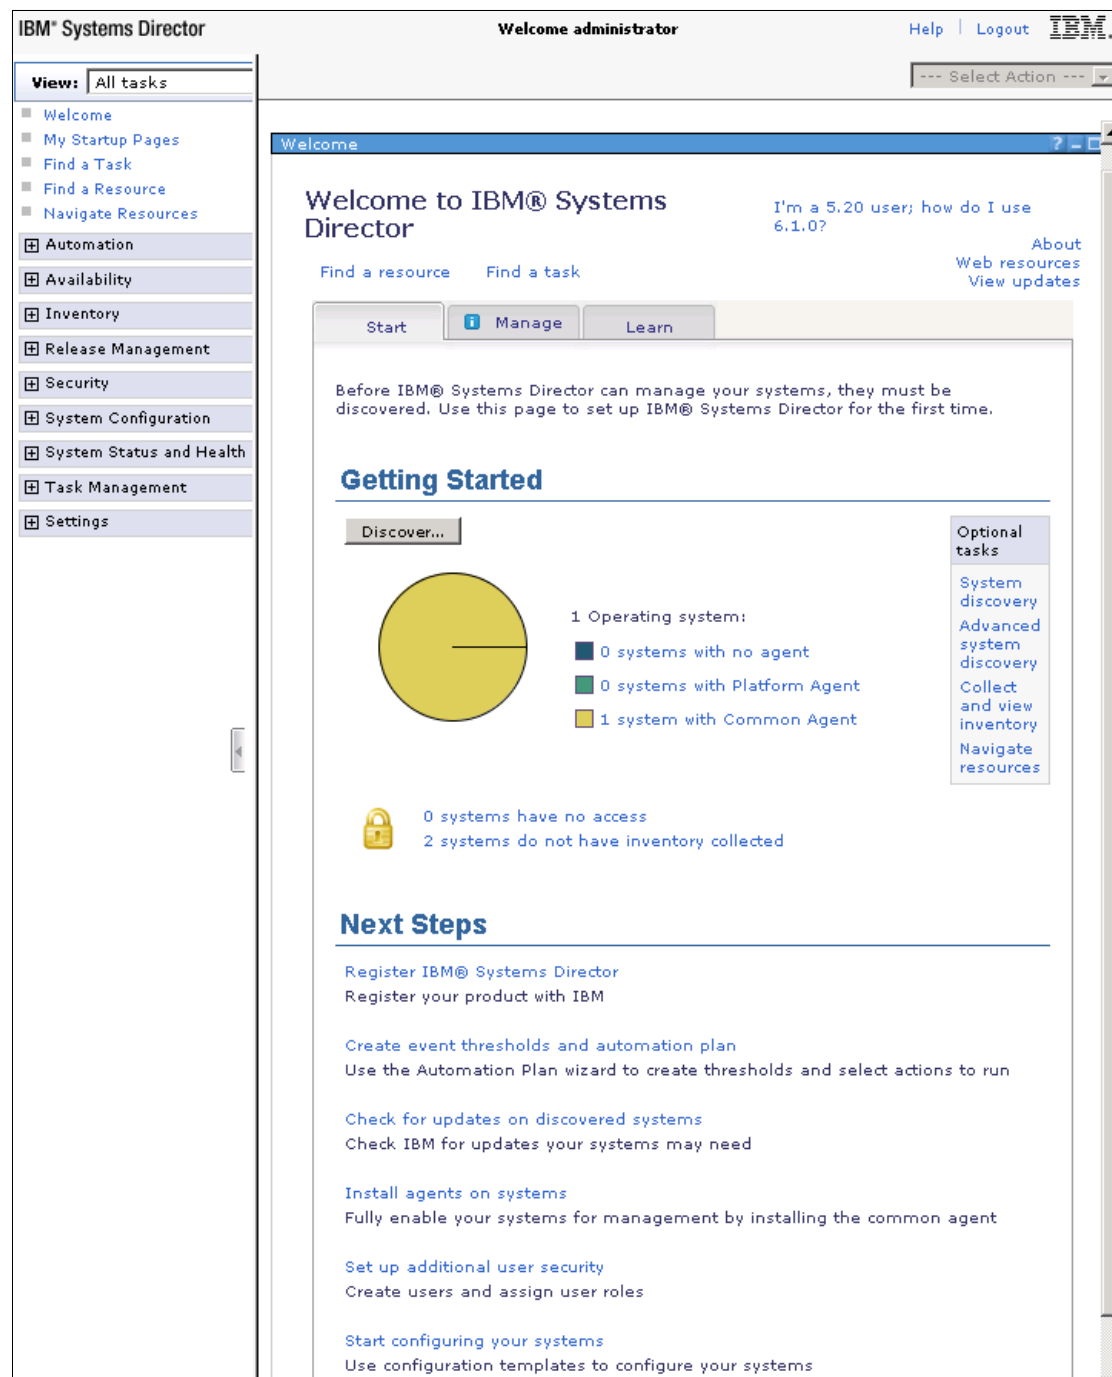 IBM® Systems Director
Welcome administrator
Help
Logout
IBM.
View: All tasks
--- Select Action ---
Welcome
My Startup Pages
Find a Task
Find a Resource
Navigate Resources
Automation
Availability
Inventory
Release Management
Security
System Configuration
System Status and Health
Task Management
Settings
Welcome
?
Welcome to IBM® Systems
Director
I'm a 5.20 user; how do I use
6.1.0?
About
Web resources
View updates
Find a resource
Find a task
Start
i Manage
Learn
Before IBM® Systems Director can manage your systems, they must be
discovered. Use this page to set up IBM® Systems Director for the first time.
Getting Started
Discover...
1 Operating system:
0 systems with no agent
0 systems with Platform Agent
1 system with Common Agent
Optional
tasks
System
discovery
Advanced
system
discovery
Collect
and view
inventory
Navigate
resources
0 systems have no access
2 systems do not have inventory collected
Next Steps
Register IBM® Systems Director
Register your product with IBM
Create event thresholds and automation plan
Use the Automation Plan wizard to create thresholds and select actions to run
Check for updates on discovered systems
Check IBM for updates your systems may need
Install agents on systems
Fully enable your systems for management by installing the common agent
Set up additional user security
Create users and assign user roles
Start configuring your systems
Use configuration templates to configure your systems